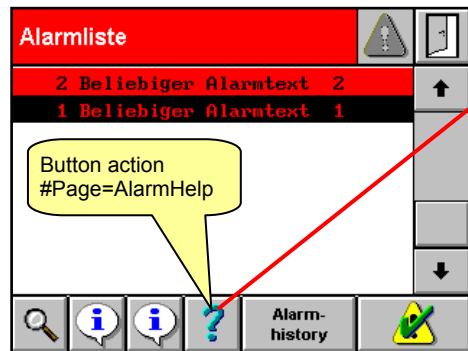 Alarmliste
2 Beliebiger Alarmtext 2
1 Beliebiger Alarmtext 1
Button action
#Page=AlarmHelp
Alarm-
history